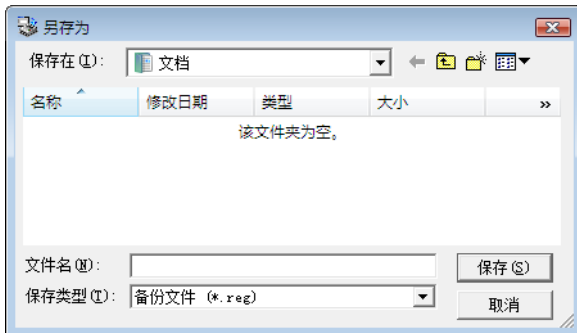 另存为
保存在(I): 文档
名称 修改日期 类型 大小 »
该文件夹为空。
文件名(N): 保存(S)
保存类型(T): 备份文件 (*.reg) 取消